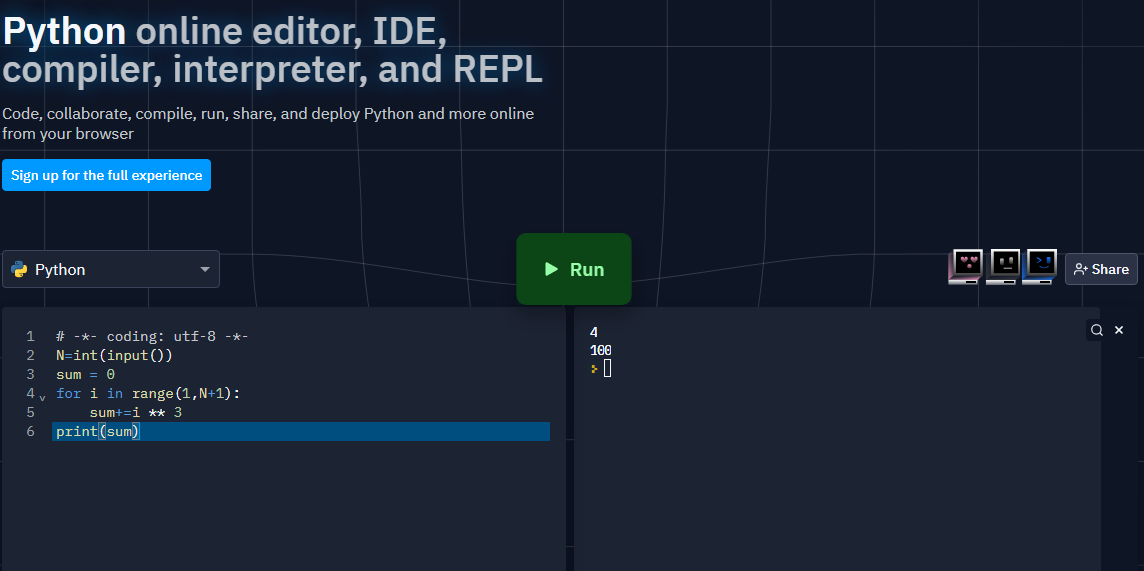 Python online editor, IDE,
compiler, interpreter, and REPL
Code, collaborate, compile, run, share, and deploy Python and more online
from your browser
Sign up for the full experience
Python
Run
Share
1 # -*- coding: utf-8 -*-
2 N=int(input())
3 sum = 0
4 for i in range(1,N+1):
5     sum+=i ** 3
6 print(sum)
4
100